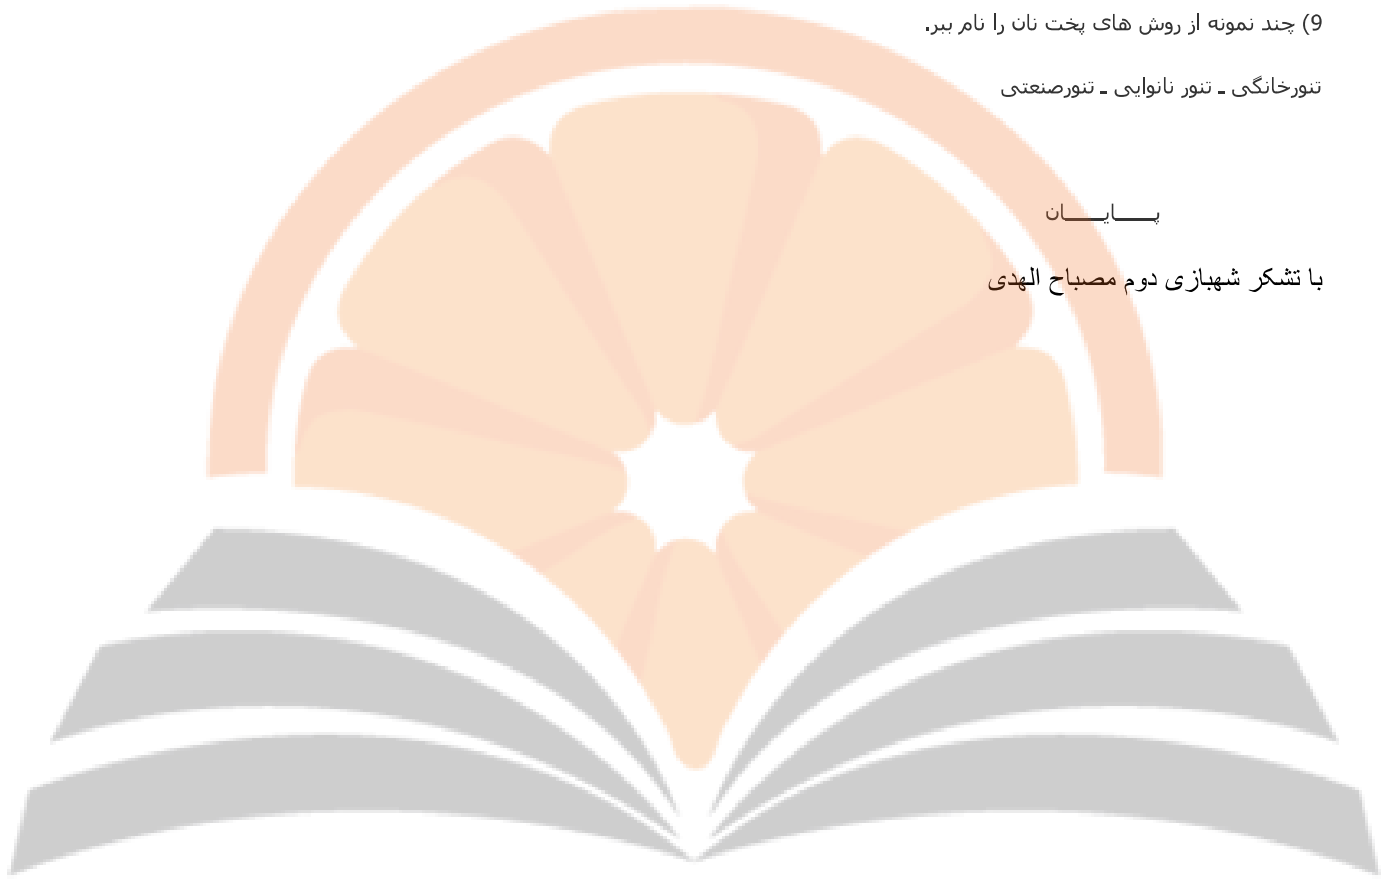 9) چند نمونه از روش های پخت نان را نام ببر.
تنورخانگی ـ تنور نانوایی ـ تنورصنعتی
پــــــایــــــان
با تشکر شهبازی دوم مصباح الهدی